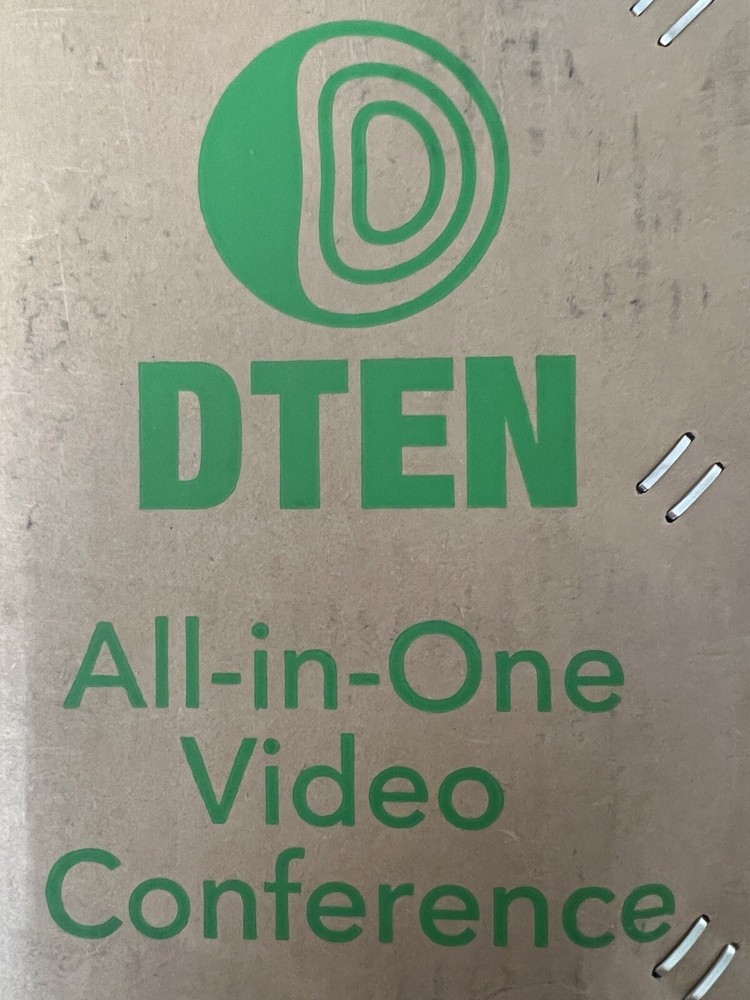 DTEN
All-in-One
Video
Conference